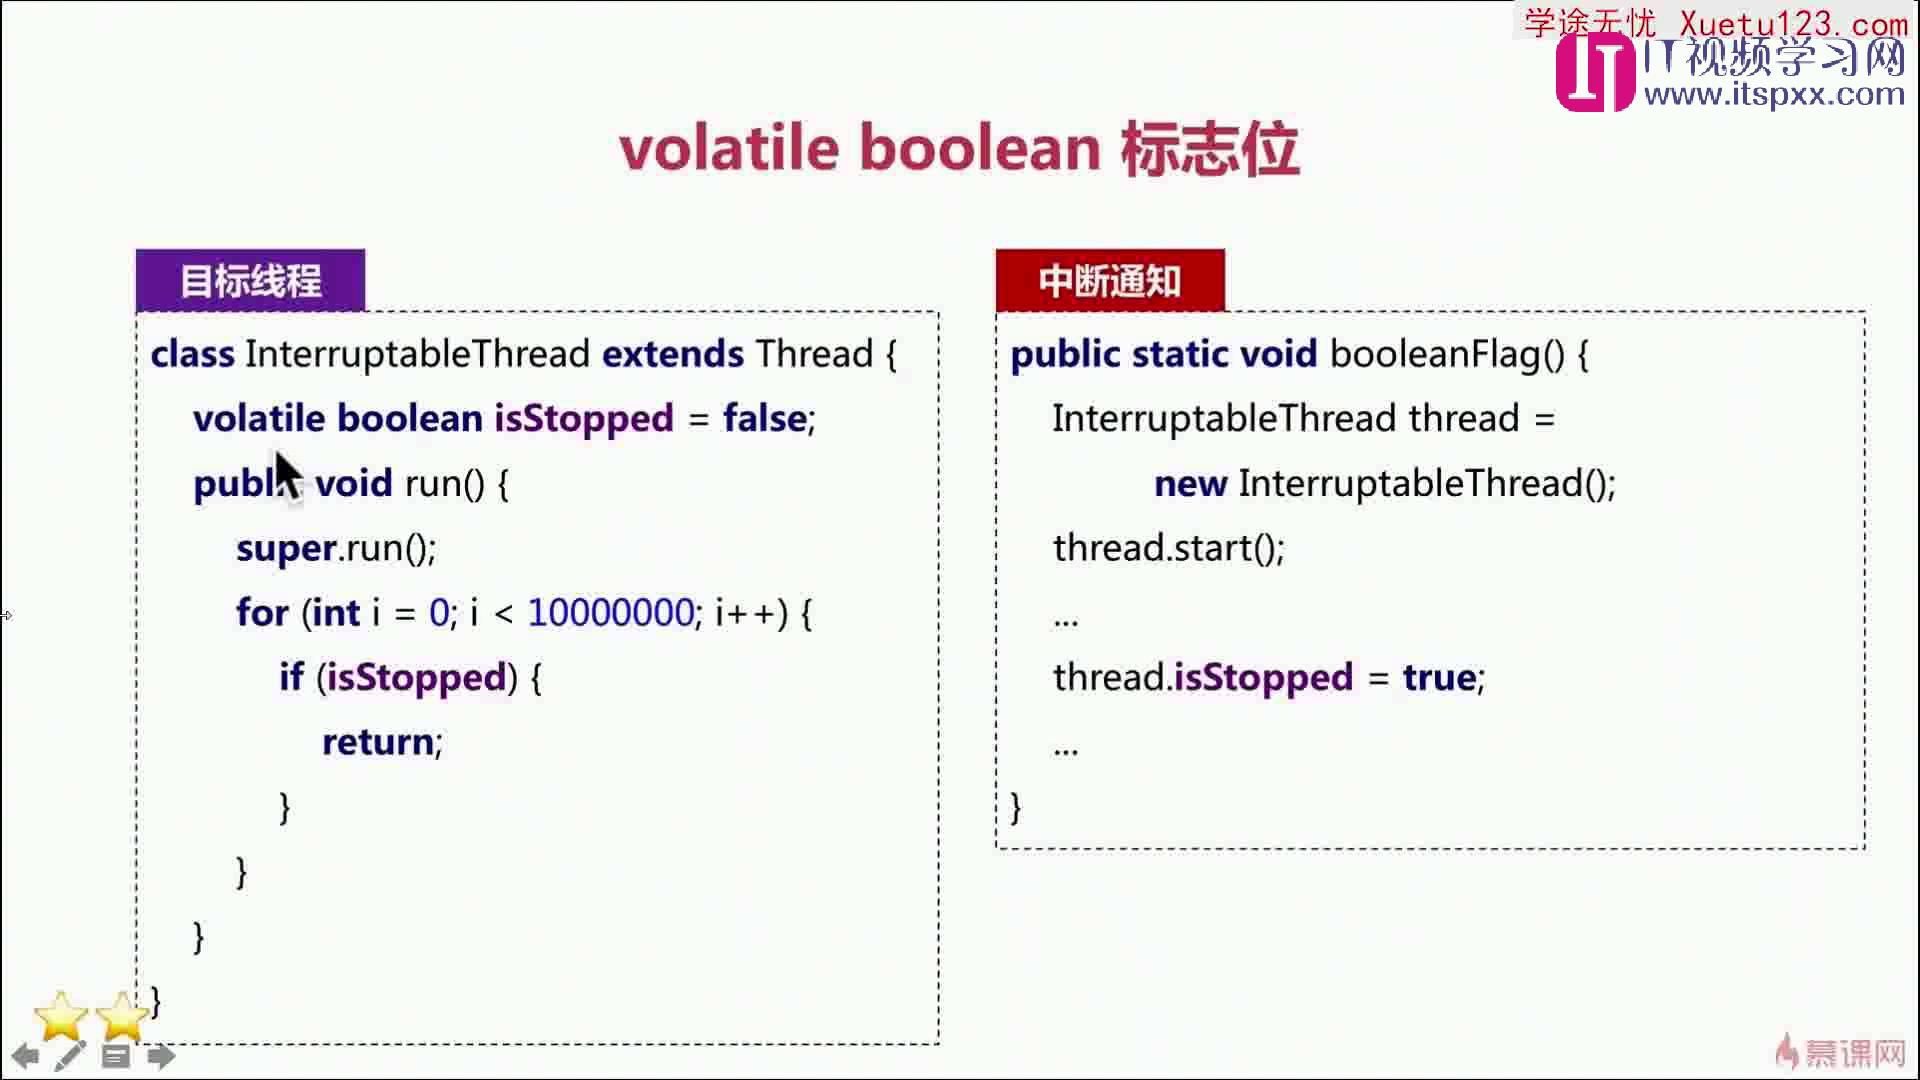 学途无忧 Xuetu123.com
IT视频学习网
www.itspxx.com
volatile boolean 标志位
目标线程
class InterruptableThread extends Thread {
volatile boolean isStopped = false;
public void run() {
super.run();
for (int i = 0; i < 10000000; i++) {
if (isStopped) {
return;
}
}
}
}
中断通知
public static void booleanFlag() {
InterruptableThread thread =
new InterruptableThread();
thread.start();
...
thread.isStopped = true;
...
}
慕课网